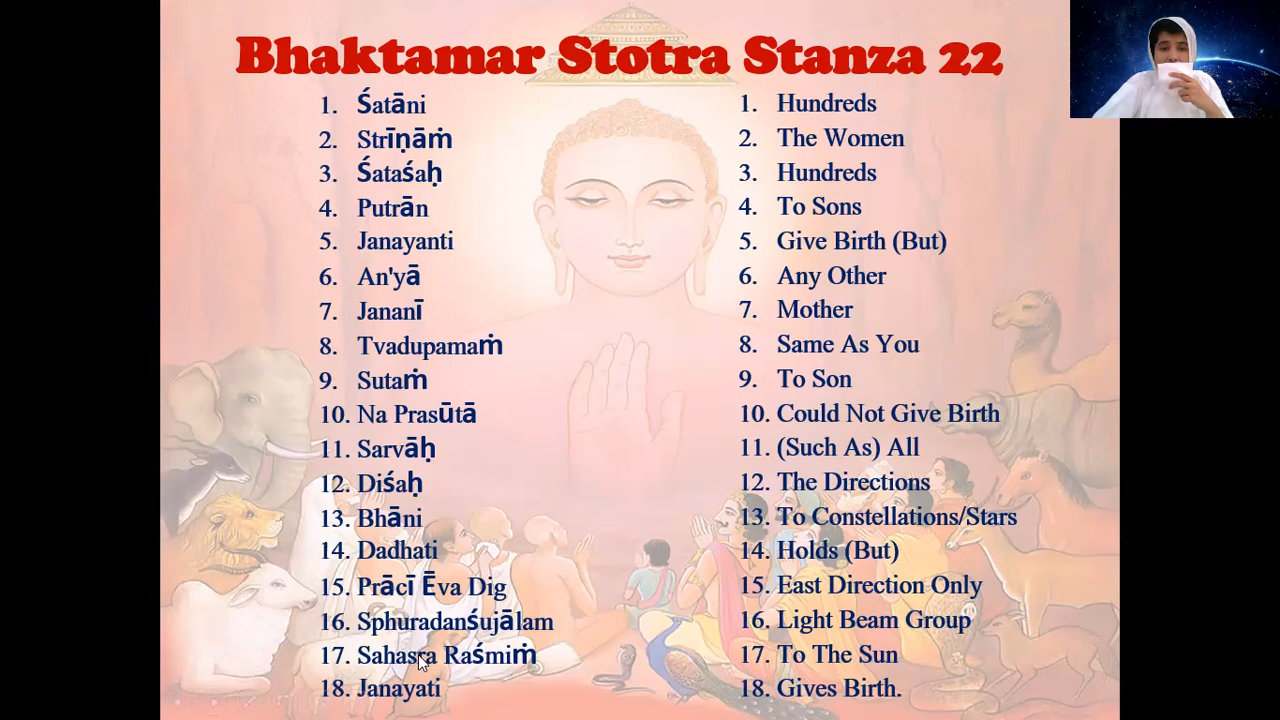 Bhaktamar Stotra Stanza 22
1. Śatāni
2. Strīṇāṁ
3. Śataśaḥ
4. Putrān
5. Janayanti
6. An'yā
7. Jananī
8. Tvadupamaṁ
9. Sutaṁ
10. Na Prasūtā
11. Sarvāḥ
12. Diśaḥ
13. Bhāni
14. Dadhati
15. Prācī Ēva Dig
16. Sphuradanśujālam
17. Sahasra Raśmiṁ
18. Janayati
1. Hundreds
2. The Women
3. Hundreds
4. To Sons
5. Give Birth (But)
6. Any Other
7. Mother
8. Same As You
9. To Son
10. Could Not Give Birth
11. (Such As) All
12. The Directions
13. To Constellations/Stars
14. Holds (But)
15. East Direction Only
16. Light Beam Group
17. To The Sun
18. Gives Birth.